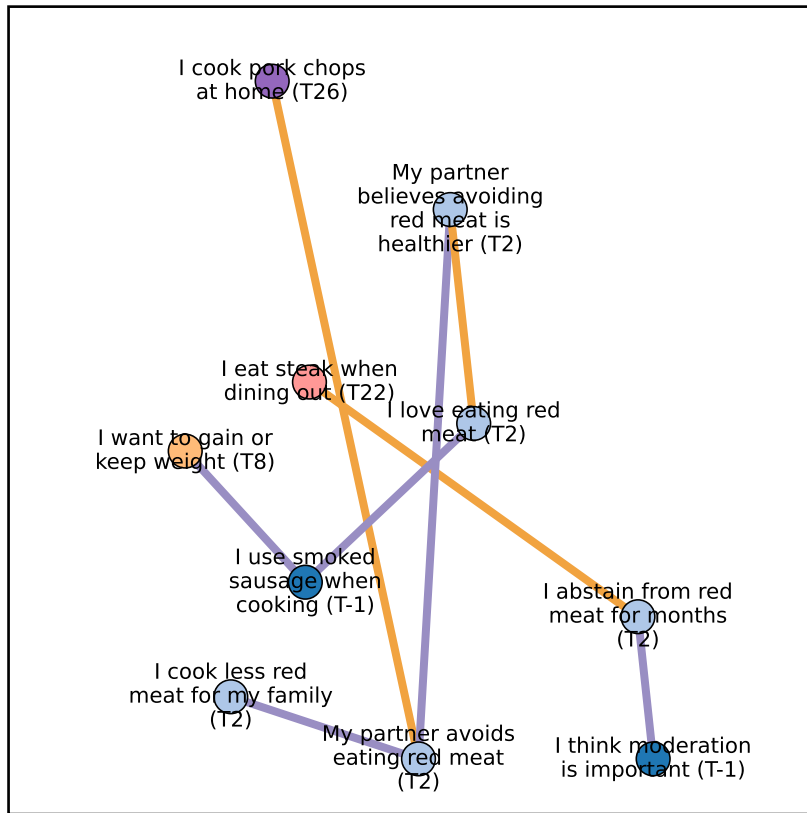 I cook pork chops
at home (T26)
My partner
believes avoiding
red meat is
healthier (T2)
I eat steak when
dining out (T22)
I love eating red
meat (T2)
I want to gain or
keep weight (T8)
I use smoked
sausage when
cooking (T-1)
I abstain from red
meat for months
(T2)
I cook less red
meat for my family
(T2)
My partner avoids
eating red meat
(T2)
I think moderation
is important (T-1)